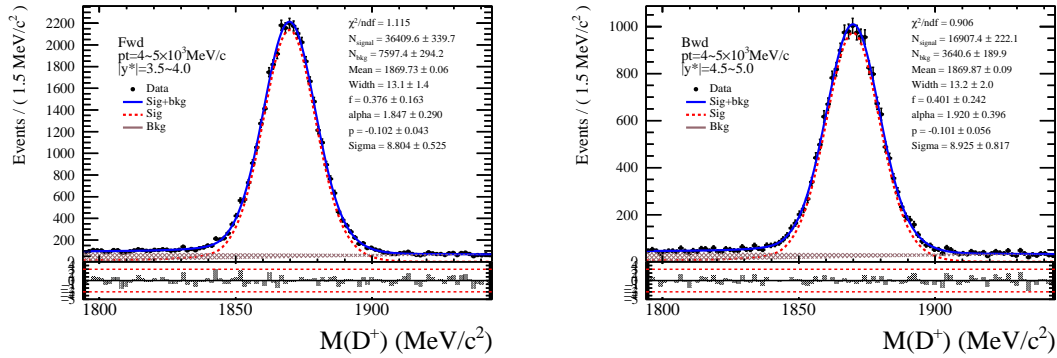 Events / ( 1.5 MeV/c²)
2200
2000
1800
1600
1400
1200
1000
800
600
400
200
Fwd
pt=4~5×10³MeV/c
|y*|=3.5~4.0
Data
Sig+bkg
Sig
Bkg
χ²/ndf = 1.115
N_signal = 36409.6 ± 339.7
N_bkg = 7597.4 ± 294.2
Mean = 1869.73 ± 0.06
Width = 13.1 ± 1.4
f = 0.376 ± 0.163
alpha = 1.847 ± 0.290
p = -0.102 ± 0.043
Sigma = 8.804 ± 0.525
1800 1850 1900
M(D⁺) (MeV/c²)
Events / ( 1.5 MeV/c²)
1000
800
600
400
200
Bwd
pt=4~5×10³MeV/c
|y*|=4.5~5.0
Data
Sig+bkg
Sig
Bkg
χ²/ndf = 0.906
N_signal = 16907.4 ± 222.1
N_bkg = 3640.6 ± 189.9
Mean = 1869.87 ± 0.09
Width = 13.2 ± 2.0
f = 0.401 ± 0.242
alpha = 1.920 ± 0.396
p = -0.101 ± 0.056
Sigma = 8.925 ± 0.817
1800 1850 1900
M(D⁺) (MeV/c²)